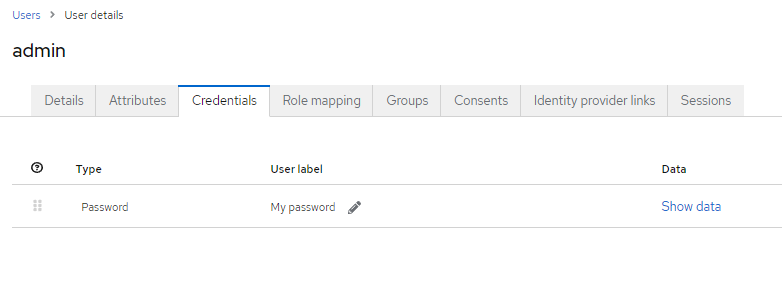 Users > User details
admin
Details Attributes Credentials Role mapping Groups Consents Identity provider links Sessions
Type User label Data
Password My password Show data